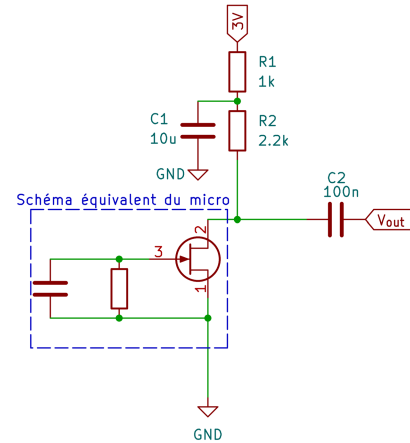 3V
R1
1k
C1
10u
R2
2.2k
GND
C2
100n
Vout
Schéma équivalent du micro
2
3
1
GND